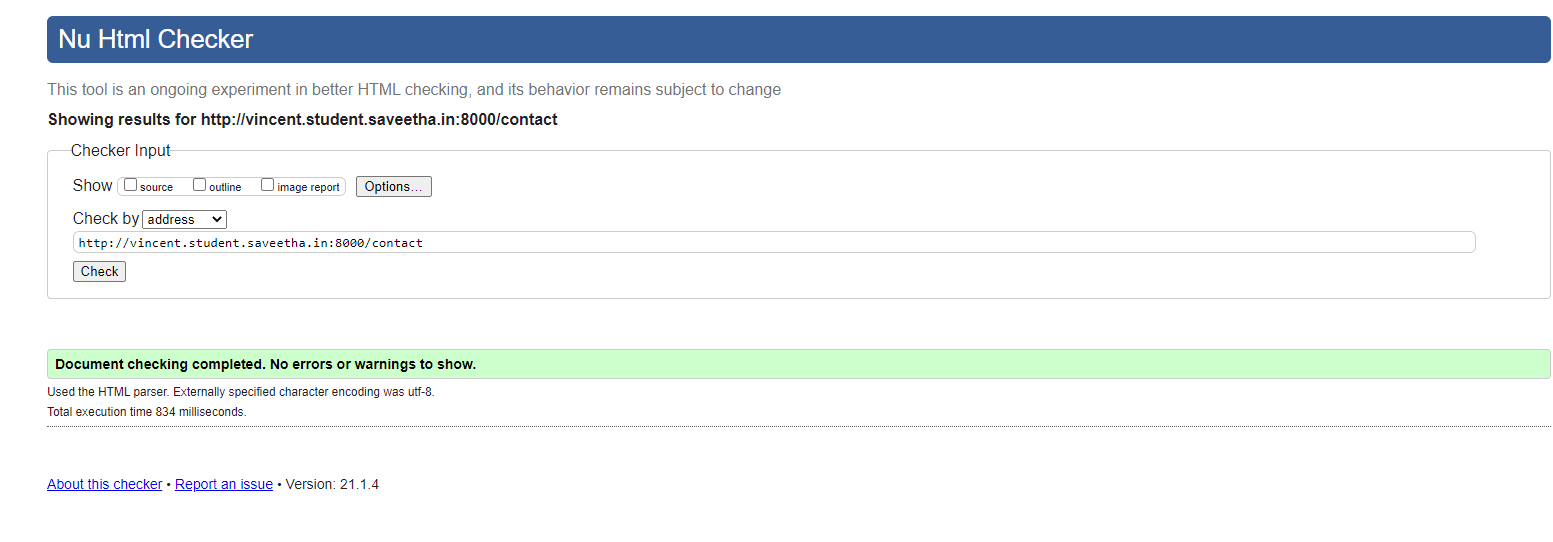 Nu Html Checker
This tool is an ongoing experiment in better HTML checking, and its behavior remains subject to change
Showing results for http://vincent.student.saveetha.in:8000/contact
Checker Input
Show source outline image report Options...
Check by address
http://vincent.student.saveetha.in:8000/contact
Check
Document checking completed. No errors or warnings to show.
Used the HTML parser. Externally specified character encoding was utf-8.
Total execution time 834 milliseconds.
About this checker • Report an issue • Version: 21.1.4